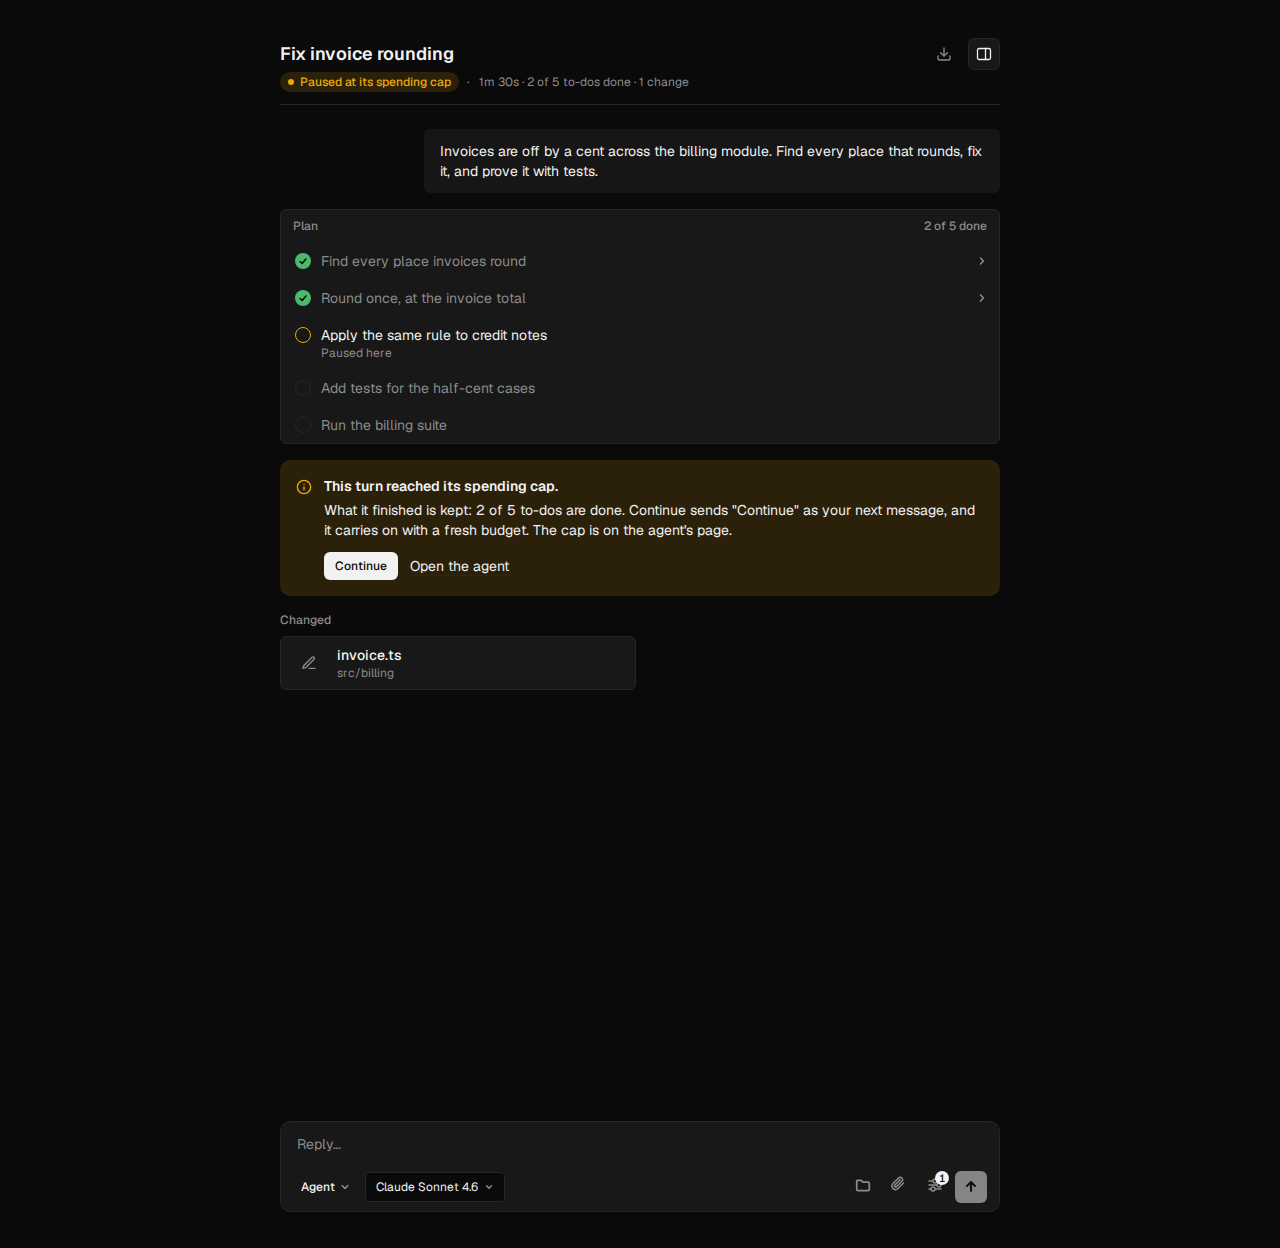 Fix invoice rounding
Paused at its spending cap · 1m 30s · 2 of 5 to-dos done · 1 change
Invoices are off by a cent across the billing module. Find every place that rounds, fix
it, and prove it with tests.
Plan
2 of 5 done
Find every place invoices round
Round once, at the invoice total
Apply the same rule to credit notes
Paused here
Add tests for the half-cent cases
Run the billing suite
This turn reached its spending cap.
What it finished is kept: 2 of 5 to-dos are done. Continue sends "Continue" as your next message, and
it carries on with a fresh budget. The cap is on the agent's page.
Continue
Open the agent
Changed
invoice.ts
src/billing
Reply...
Agent
Claude Sonnet 4.6
1